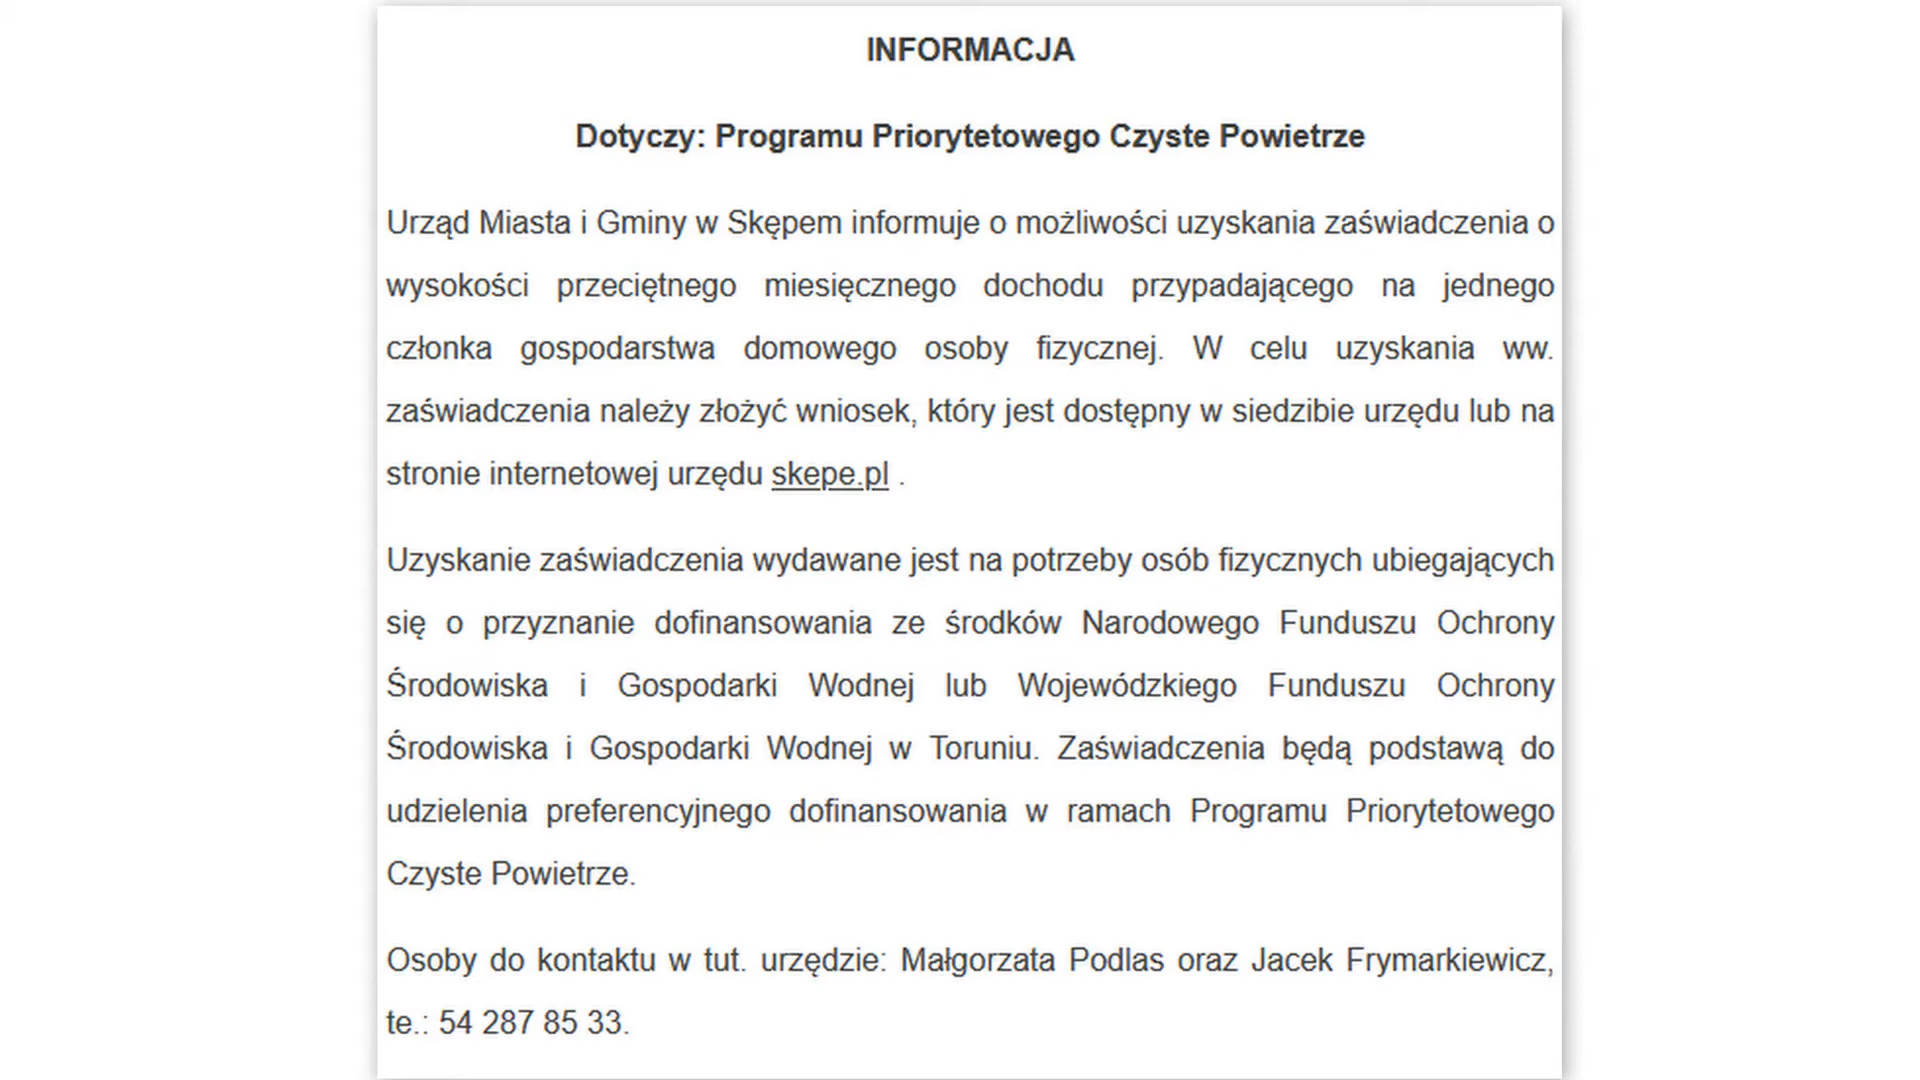 INFORMACJA
Dotyczy: Programu Priorytetowego Czyste Powietrze
Urząd Miasta i Gminy w Skępem informuje o możliwości uzyskania zaświadczenia o
wysokości przeciętnego miesięcznego dochodu przypadającego na jednego
członka gospodarstwa domowego osoby fizycznej. W celu uzyskania ww.
zaświadczenia należy złożyć wniosek, który jest dostępny w siedzibie urzędu lub na
stronie internetowej urzędu skepe.pl .
Uzyskanie zaświadczenia wydawane jest na potrzeby osób fizycznych ubiegających
się o przyznanie dofinansowania ze środków Narodowego Funduszu Ochrony
Środowiska i Gospodarki Wodnej lub Wojewódzkiego Funduszu Ochrony
Środowiska i Gospodarki Wodnej w Toruniu. Zaświadczenia będą podstawą do
udzielenia preferencyjnego dofinansowania w ramach Programu Priorytetowego
Czyste Powietrze.
Osoby do kontaktu w tut. urzędzie: Małgorzata Podlas oraz Jacek Frymarkiewicz,
te.: 54 287 85 33.